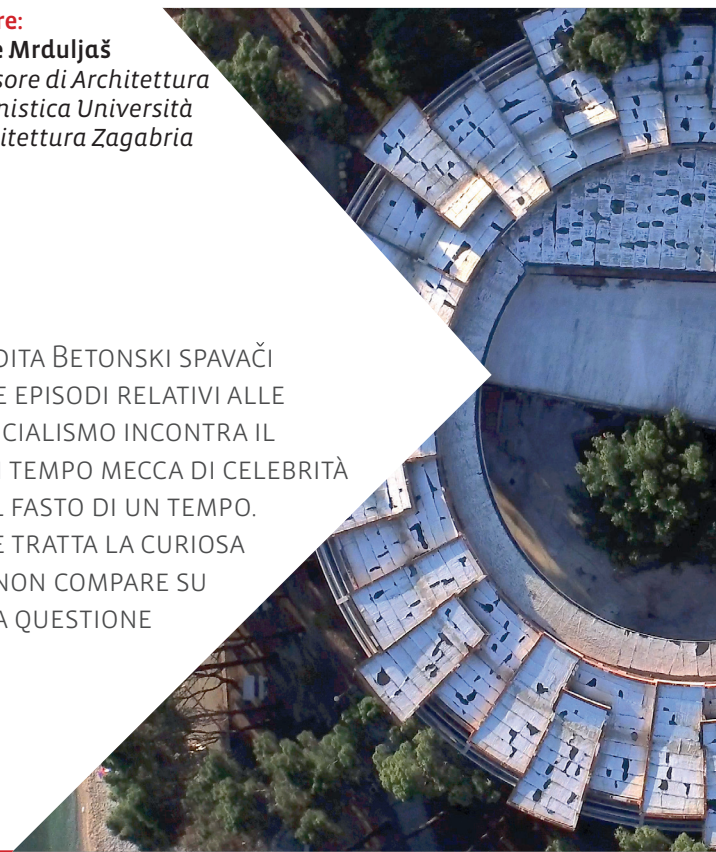 re:
e Mrduljaš
sore di Architettura
nistica Università
hitettura Zagabria
DITA BETONSKI SPAVAČI
E EPISODI RELATIVI ALLE
CIALISMO INCONTRA IL
I TEMPO MECCA DI CELEBRITÀ
L FASTO DI UN TEMPO.
E TRATTA LA CURIOSA
NON COMPARE SU
A QUESTIONE